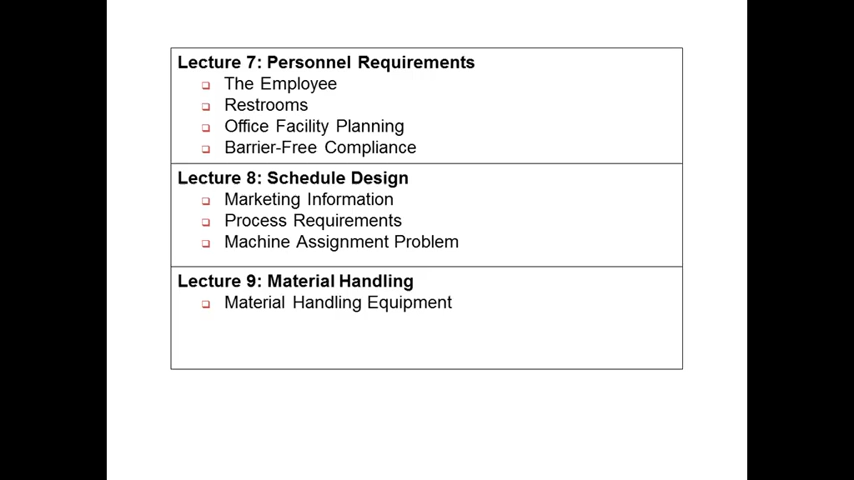 Lecture 7: Personnel Requirements
The Employee
Restrooms
Office Facility Planning
Barrier-Free Compliance
Lecture 8: Schedule Design
Marketing Information
Process Requirements
Machine Assignment Problem
Lecture 9: Material Handling
Material Handling Equipment